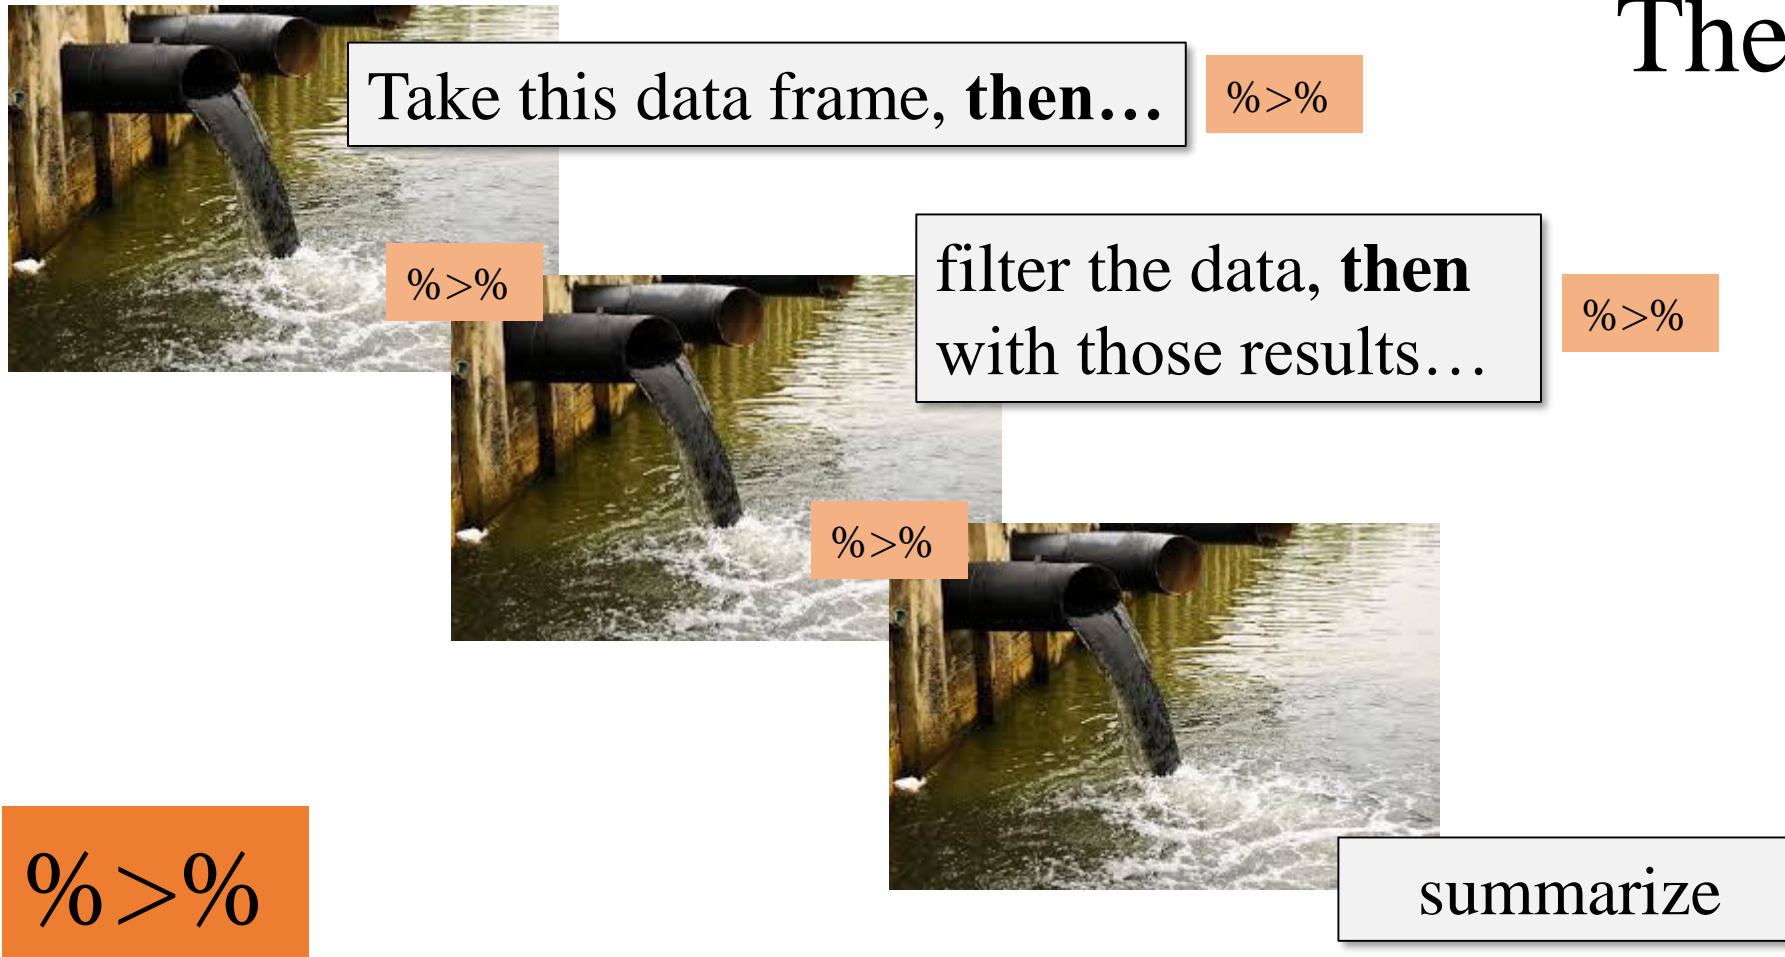 The
Take this data frame, then…
%>%
%>%
filter the data, then
with those results…
%>%
%>%
%>%
summarize